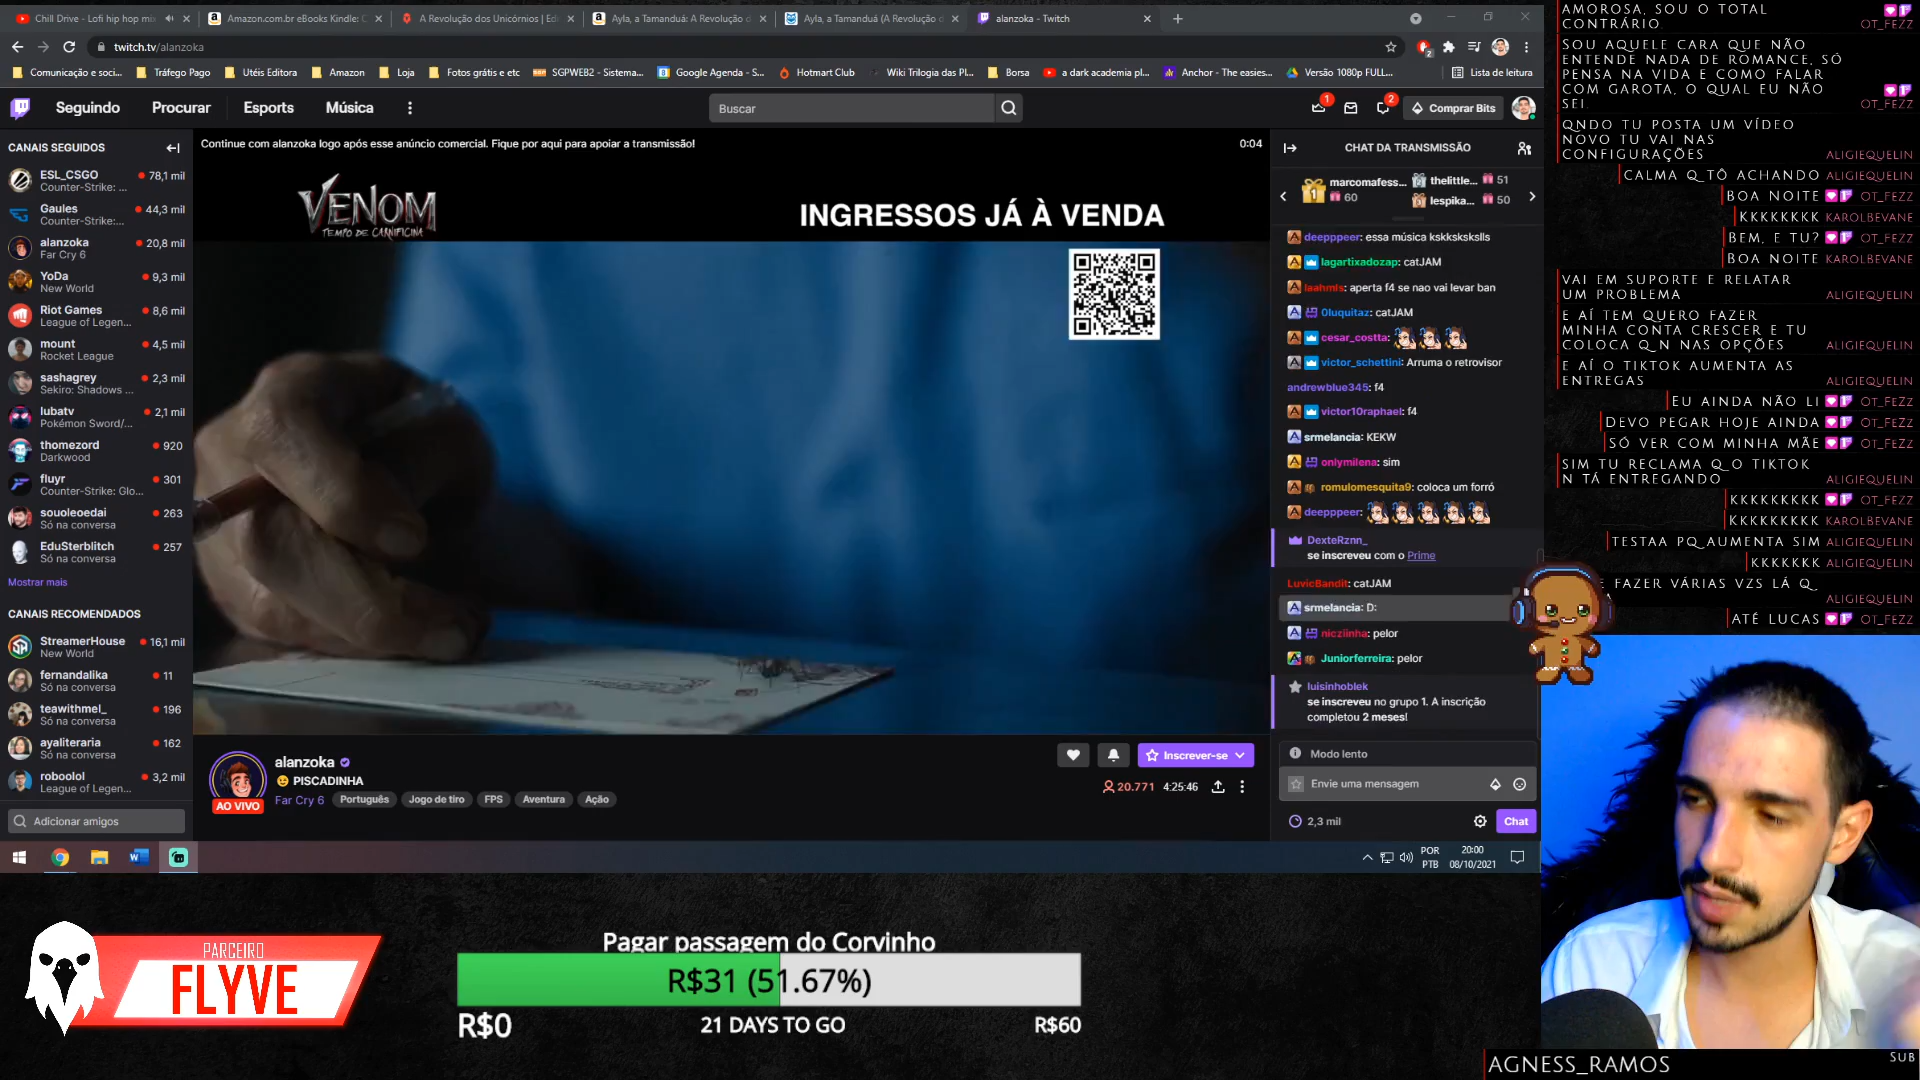 Chill Drive - Lofi hip hop mix
Amazon.com.br eBooks Kindle:
A Revolução dos Unicórnios | Ed
Ayla, a Tamanduá: A Revolução d
Ayla, a Tamanduá (A Revolução d
alanzoka - Twitch
twitch.tv/alanzoka
2
Comunicação e soci...
Tráfego Pago
Utéis Editora
Amazon
Loja
Fotos grátis e etc
SGPWEB2 - Sistema...
Google Agenda - S...
Hotmart Club
Wiki Trilogia das Pl...
Borsa
a dark academia pl...
Anchor - The easies...
Versão 1080p FULL...
Lista de leitura
Seguindo
Procurar
Esports
Música
Buscar
1
2
Comprar Bits
CANAIS SEGUIDOS
ESL_CSGO
78,1 mil
Counter-Strike: ...
Gaules
44,3 mil
Counter-Strike:...
alanzoka
20,8 mil
Far Cry 6
YoDa
9,3 mil
New World
Riot Games
8,6 mil
League of Legen...
mount
4,5 mil
Rocket League
sashagrey
2,3 mil
Sekiro: Shadows ...
lubatv
2,1 mil
Pokémon Sword/...
thomezord
920
Darkwood
fluyr
301
Counter-Strike: Glo...
souoleoedai
263
Só na conversa
EduSterblitch
257
Só na conversa
Mostrar mais
CANAIS RECOMENDADOS
StreamerHouse
16,1 mil
New World
fernandalika
11
Só na conversa
teawithmel_
196
Só na conversa
ayaliteraria
162
Só na conversa
roboolol
3,2 mil
League of Legen...
Adicionar amigos
Continue com alanzoka logo após esse anúncio comercial. Fique por aqui para apoiar a transmissão!
0:04
VENOM
TEMPO DE CARNIFICINA
INGRESSOS JÁ À VENDA
alanzoka
PISCADINHA
AO VIVO
Far Cry 6
Português
Jogo de tiro
FPS
Aventura
Ação
Inscrever-se
20.771
4:25:46
CHAT DA TRANSMISSÃO
1
marcomafess...
60
thelittle...
51
lespika...
50
deepppeer: essa música kskksksksIls
lagartixadozap: catJAM
laahmls: aperta f4 se nao vai levar ban
0luquitaz: catJAM
cesar_costta:
victor_schettini: Arruma o retrovisor
andrewblue345: f4
victor10raphael: f4
srmelancia: KEKW
onlymilena: sim
romulomesquita9: coloca um forró
deepppeer:
DexteRznn_
se inscreveu com o Prime
LuvicBandit: catJAM
srmelancia: D:
nicziinha: pelor
Juniorferreira: pelor
luisinhoblek
se inscreveu no grupo 1. A inscrição
completou 2 meses!
Modo lento
Envie uma mensagem
2,3 mil
Chat
POR
PTB
20:00
08/10/2021
AMOROSA, SOU O TOTAL
CONTRÁRIO.
OT_FEZZ
SOU AQUELE CARA QUE NÃO
ENTENDE NADA DE ROMANCE, SÓ
PENSA NA VIDA E COMO FALAR
COM GAROTA, O QUAL EU NÃO
SEI.
OT_FEZZ
QNDO TU POSTA UM VÍDEO
NOVO TU VAI NAS
CONFIGURAÇÕES
ALIGIEQUELIN
CALMA Q TÔ ACHANDO ALIGIEQUELIN
BOA NOITE OT_FEZZ
KKKKKKKK KAROLBEVANE
BEM, E TU? OT_FEZZ
BOA NOITE KAROLBEVANE
VAI EM SUPORTE E RELATAR
UM PROBLEMA
ALIGIEQUELIN
E AÍ TEM QUERO FAZER
MINHA CONTA CRESCER E TU
COLOCA Q N NAS OPÇÕES
ALIGIEQUELIN
E AÍ O TIKTOK AUMENTA AS
ENTREGAS
ALIGIEQUELIN
EU AINDA NÃO LI OT_FEZZ
DEVO PEGAR HOJE AINDA OT_FEZZ
SÓ VER COM MINHA MÃE OT_FEZZ
SIM TU RECLAMA Q O TIKTOK
N TÁ ENTREGANDO
ALIGIEQUELIN
KKKKKKKKK OT_FEZZ
KKKKKKKKK KAROLBEVANE
TESTAA PQ AUMENTA SIM ALIGIEQUELIN
KKKKKKK ALIGIEQUELIN
FAZER VÁRIAS VZS LÁ Q
ALIGIEQUELIN
ATÉ LUCAS OT_FEZZ
PARCEIRO
FLYVE
Pagar passagem do Corvinho
R$31 (51.67%)
R$0
21 DAYS TO GO
R$60
AGNESS_RAMOS
SUB